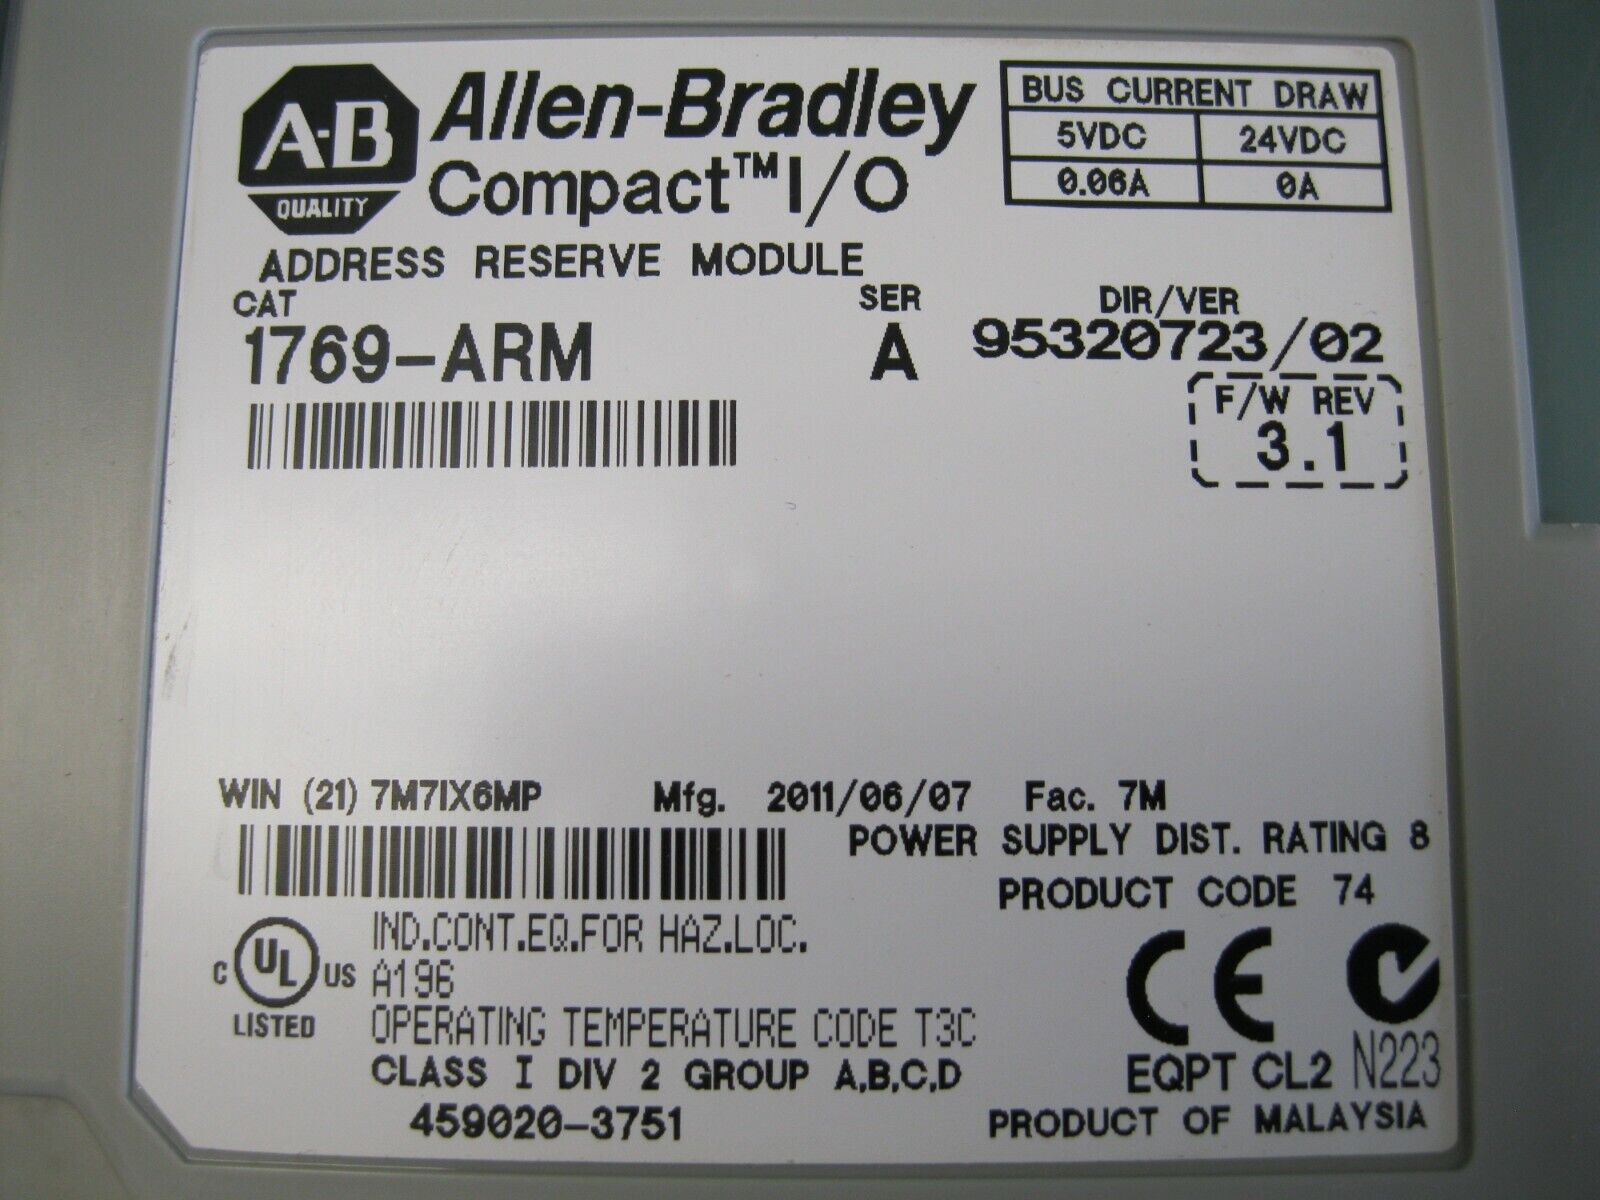 A-B
QUALITY
Allen-Bradley
Compact™ I/O
BUS CURRENT DRAW
5VDC 24VDC
0.06A 0A
ADDRESS RESERVE MODULE
CAT SER DIR/VER
1769-ARM A 95320723/02
F/W REV
3.1
WIN (21) 7M7IX6MP Mfg. 2011/06/07 Fac. 7M
POWER SUPPLY DIST. RATING 8
PRODUCT CODE 74
C UL US
LISTED
IND.CONT.EQ.FOR HAZ.LOC.
A196
OPERATING TEMPERATURE CODE T3C
CLASS I DIV 2 GROUP A,B,C,D
459020-3751
CE
EQPT CL2 N223
PRODUCT OF MALAYSIA